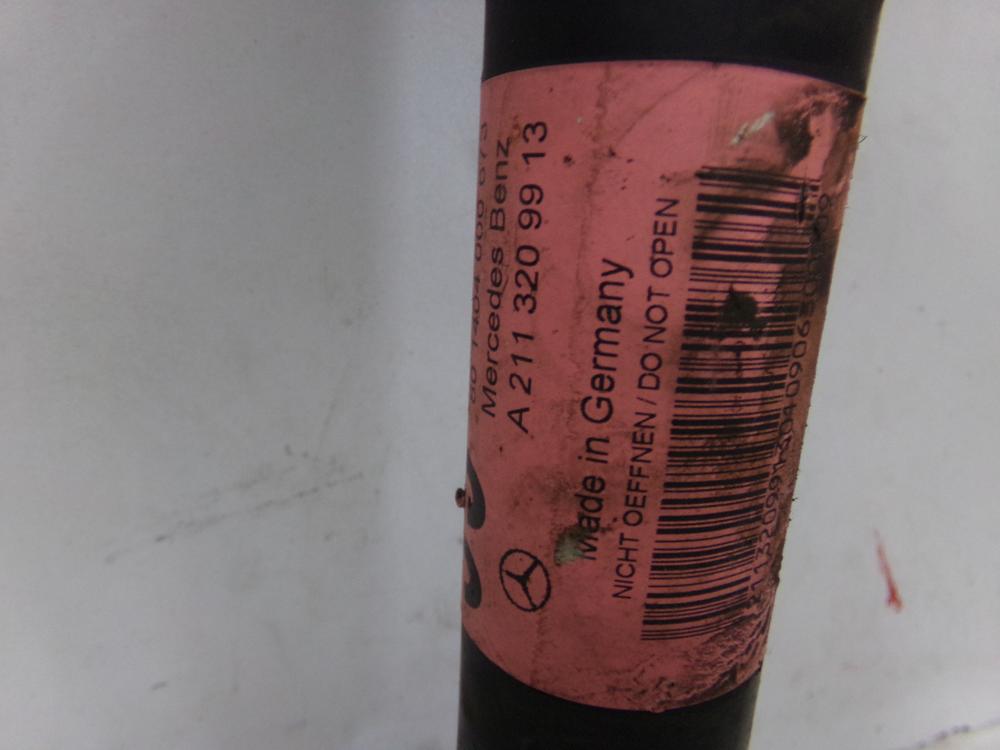 Mercedes Benz
A 211 320 99 13
Made in Germany
NICHT OEFFNEN / DO NOT OPEN